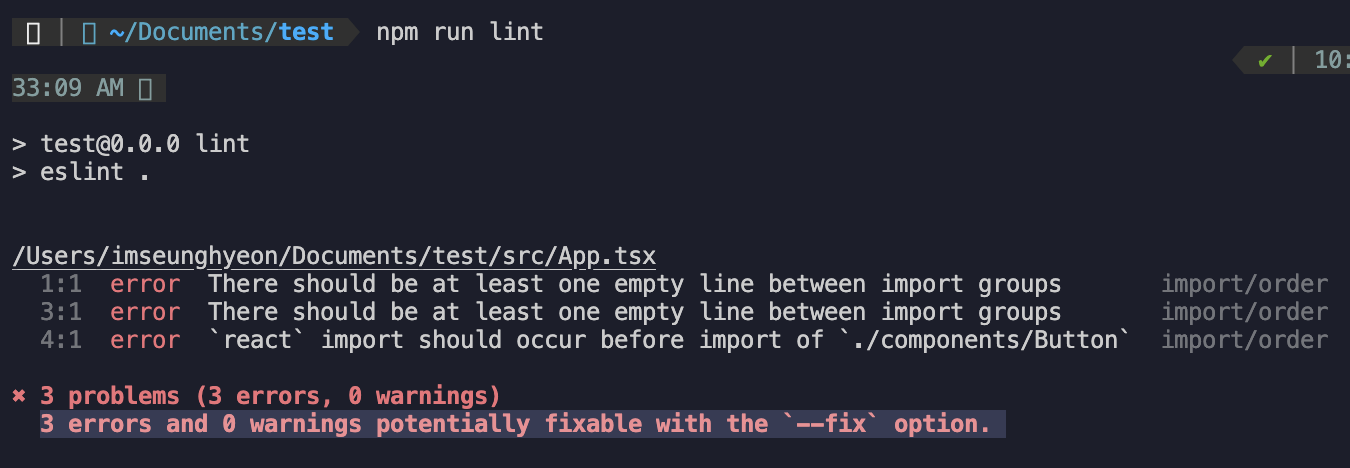 ~/Documents/test npm run lint
✔ | 10:
33:09 AM
> test@0.0.0 lint
> eslint .
/Users/imseunghyeon/Documents/test/src/App.tsx
1:1 error There should be at least one empty line between import groups import/order
3:1 error There should be at least one empty line between import groups import/order
4:1 error `react` import should occur before import of `./components/Button` import/order
✖ 3 problems (3 errors, 0 warnings)
3 errors and 0 warnings potentially fixable with the `--fix` option.